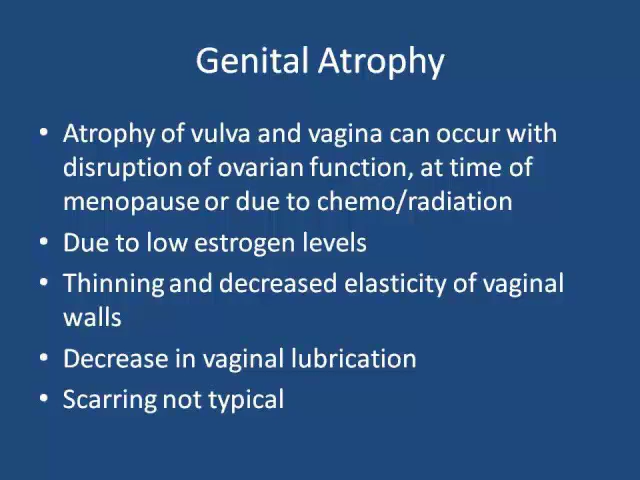 Genital Atrophy
• Atrophy of vulva and vagina can occur with
disruption of ovarian function, at time of
menopause or due to chemo/radiation
• Due to low estrogen levels
• Thinning and decreased elasticity of vaginal
walls
• Decrease in vaginal lubrication
• Scarring not typical